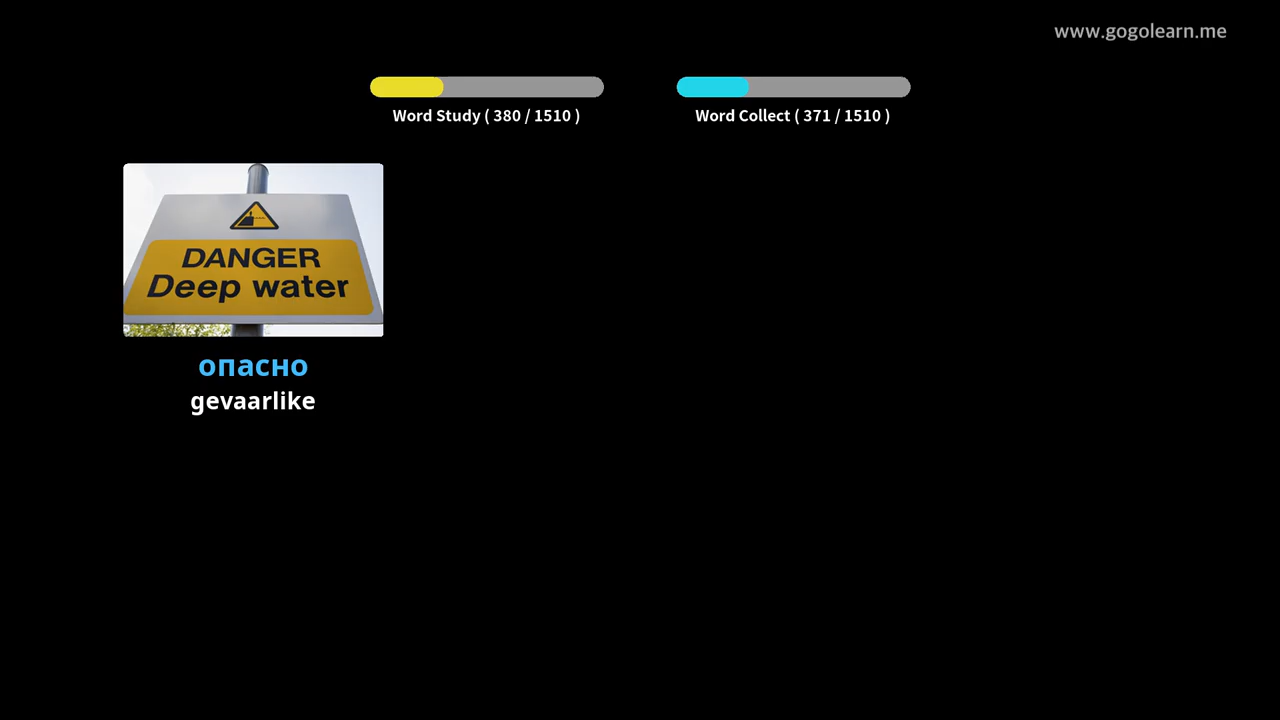 www.gogolearn.me
Word Study ( 380 / 1510 )
Word Collect ( 371 / 1510 )
DANGER
Deep water
опасно
gevaarlike